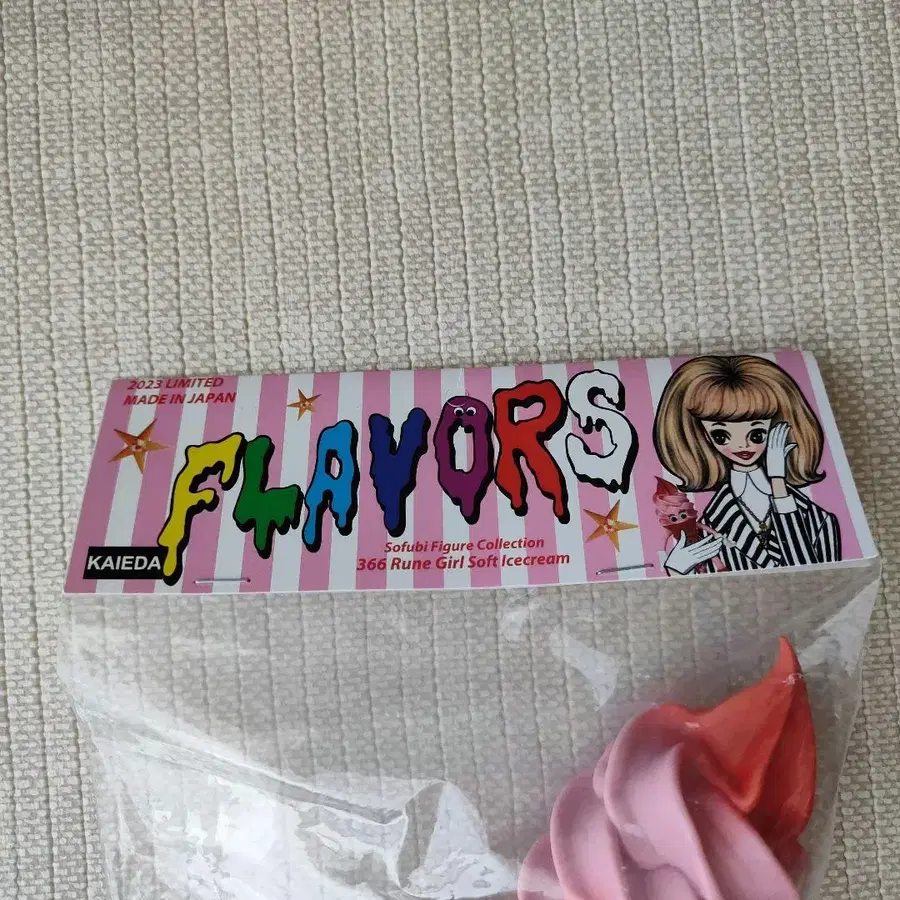 2023 LIMITED
MADE IN JAPAN
FLAVORS
Sofubi Figure Collection
366 Rune Girl Soft Icecream
KAIEDA